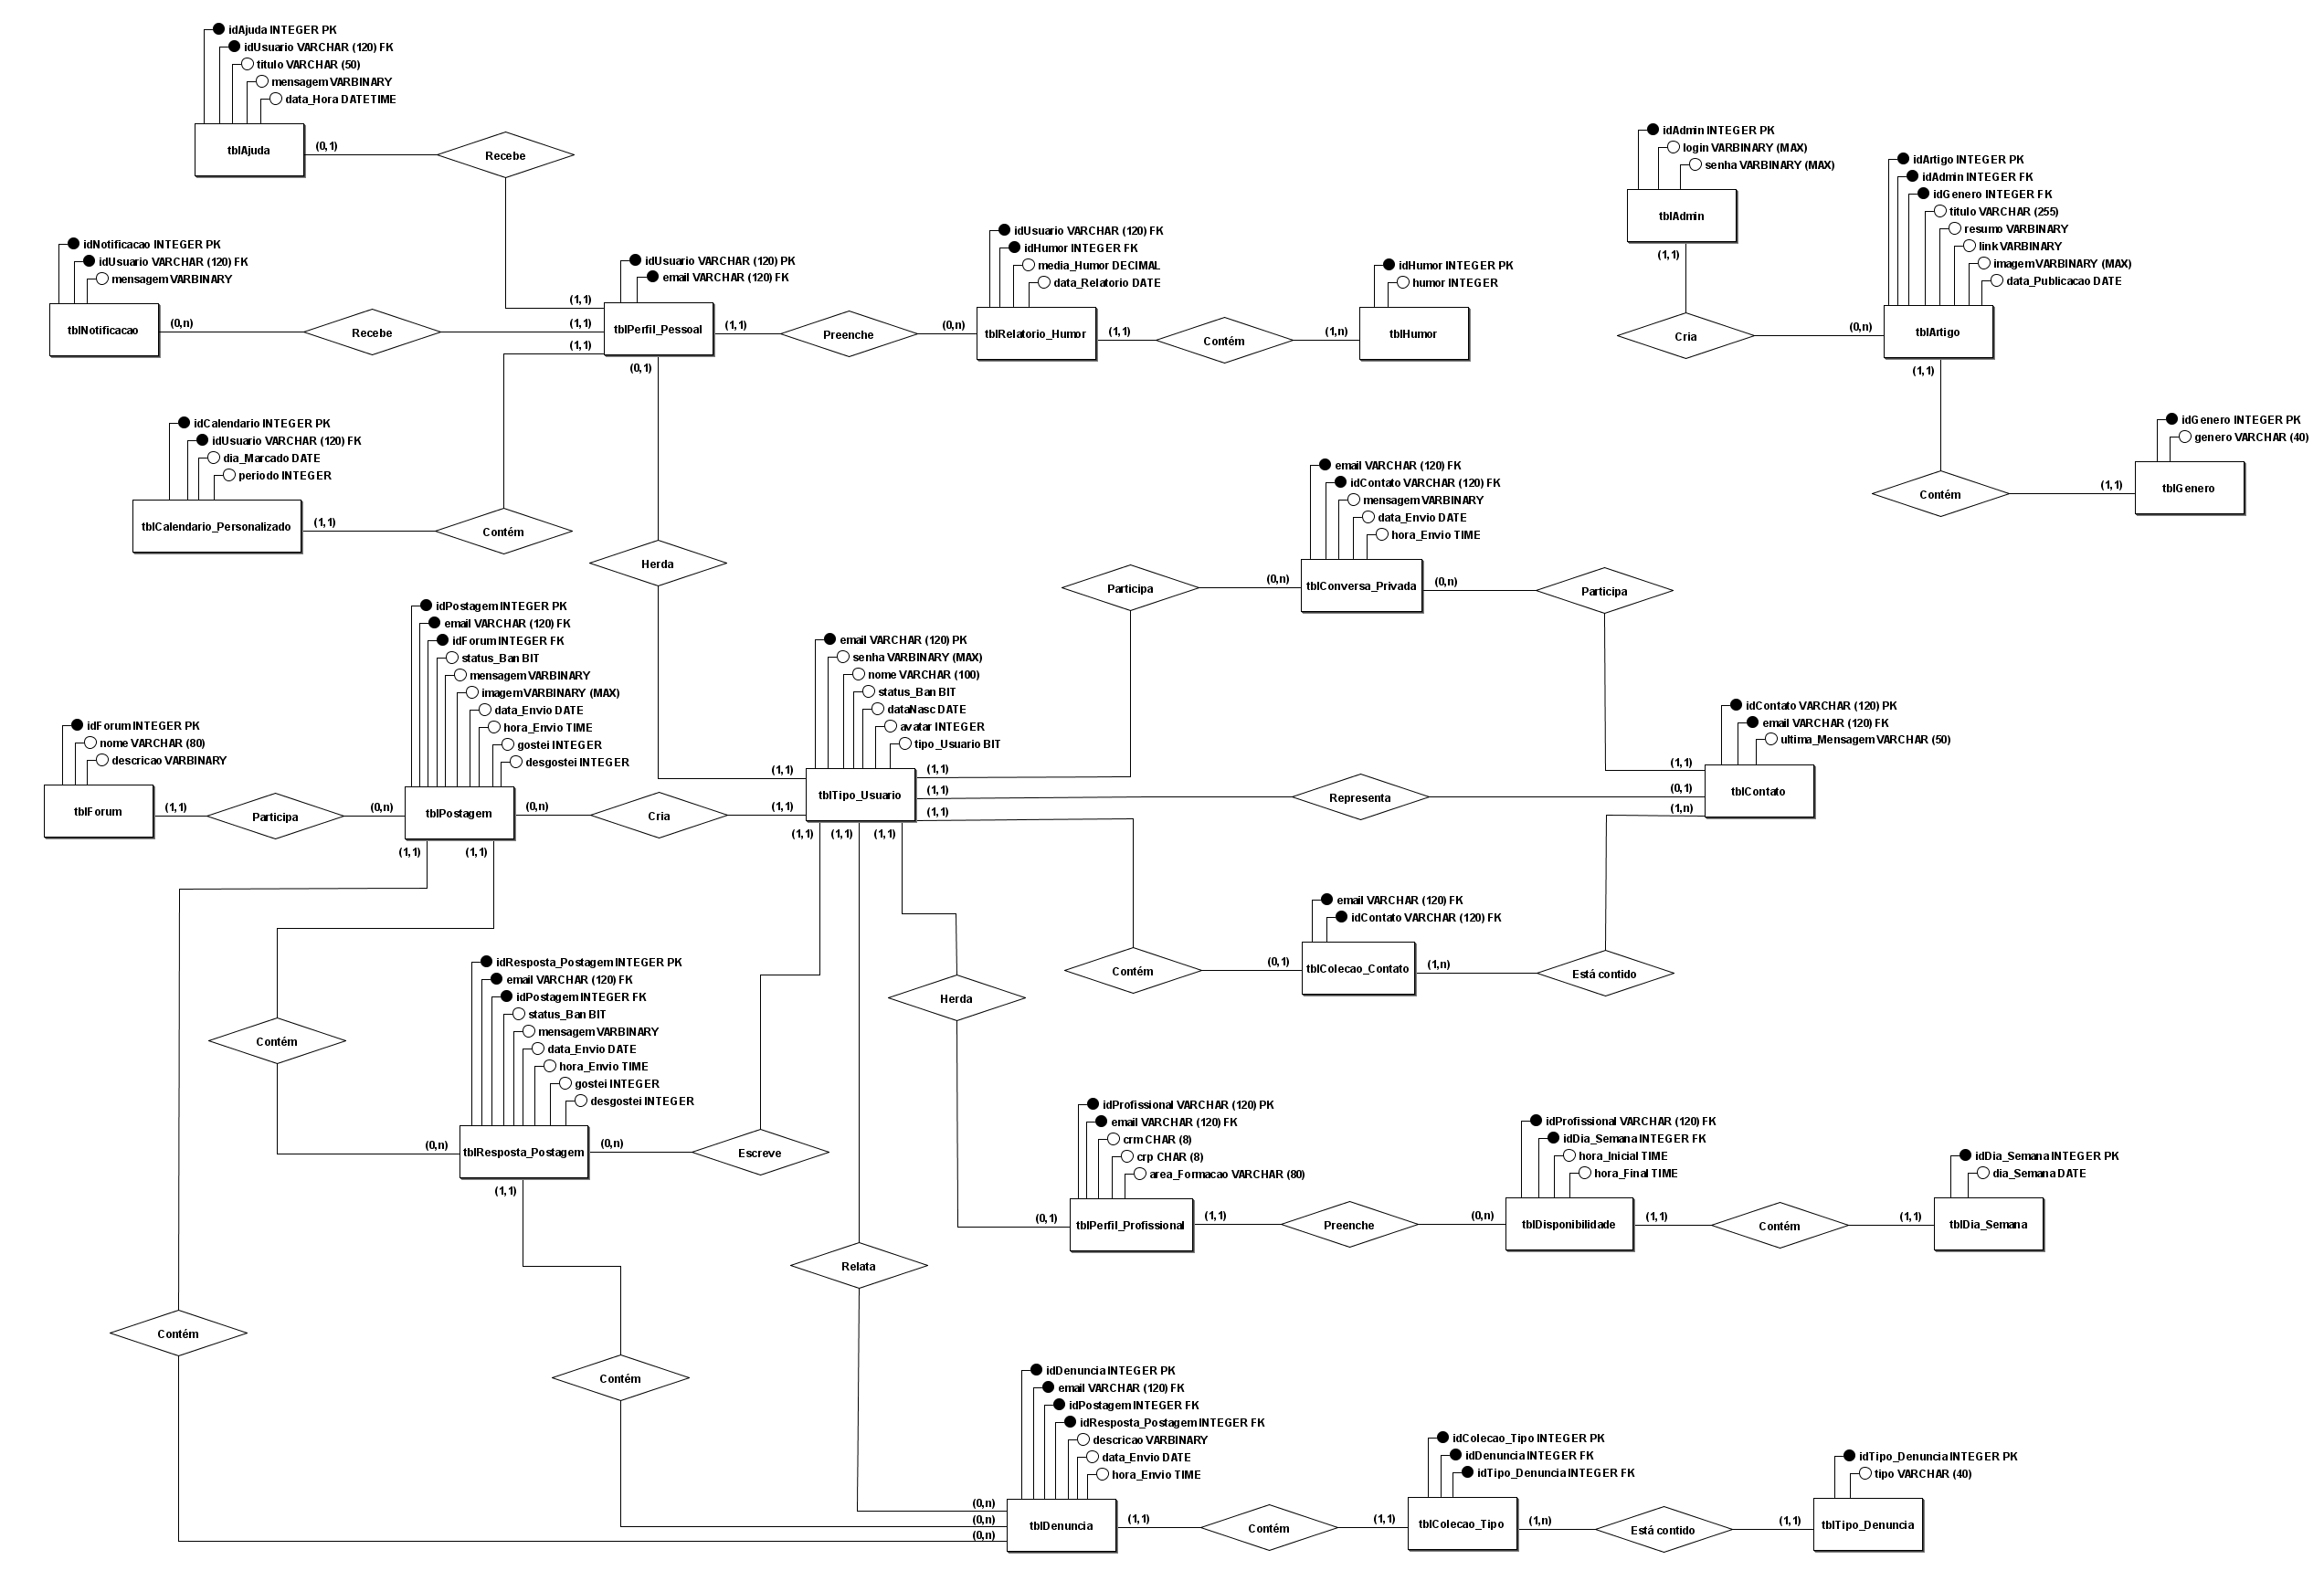 idAjuda INTEGER PK
idUsuario VARCHAR (120) FK
titulo VARCHAR (50)
mensagem VARBINARY
data_Hora DATETIME
tblAjuda
(0,1)
Recebe
idNotificacao INTEGER PK
idUsuario VARCHAR (120) FK
mensagem VARBINARY
tblNotificacao
(0,n)
Recebe
(1,1)
(1,1)
(1,1)
idUsuario VARCHAR (120) PK
email VARCHAR (120) FK
tblPerfil_Pessoal
(1,1)
(0,1)
Preenche
(0,n)
idUsuario VARCHAR (120) FK
idHumor INTEGER FK
media_Humor DECIMAL
data_Relatorio DATE
tblRelatorio_Humor
(1,1)
Contém
(1,n)
idHumor INTEGER PK
humor INTEGER
tblHumor
idAdmin INTEGER PK
login VARBINARY (MAX)
senha VARBINARY (MAX)
tblAdmin
(1,1)
Cria
(0,n)
idArtigo INTEGER PK
idAdmin INTEGER FK
idGenero INTEGER FK
titulo VARCHAR (255)
resumo VARBINARY
link VARBINARY
imagem VARBINARY (MAX)
data_Publicacao DATE
tblArtigo
(1,1)
Contém
(1,1)
idGenero INTEGER PK
genero VARCHAR (40)
tblGenero
idCalendario INTEGER PK
idUsuario VARCHAR (120) FK
dia_Marcado DATE
periodo INTEGER
tblCalendario_Personalizado
(1,1)
Contém
Herda
idPostagem INTEGER PK
email VARCHAR (120) FK
idForum INTEGER FK
status_Ban BIT
mensagem VARBINARY
imagem VARBINARY (MAX)
data_Envio DATE
hora_Envio TIME
gostei INTEGER
desgostei INTEGER
tblPostagem
idForum INTEGER PK
nome VARCHAR (80)
descricao VARBINARY
tblForum
(1,1)
Participa
(0,n)
(0,n)
Cria
(1,1)
(1,1)
(1,1)
(1,1)
email VARCHAR (120) PK
senha VARBINARY (MAX)
nome VARCHAR (100)
status_Ban BIT
dataNasc DATE
avatar INTEGER
tipo_Usuario BIT
tblTipo_Usuario
(1,1)
(1,1)
(1,1)
(1,1)
(1,1)
(1,1)
Participa
(0,n)
email VARCHAR (120) FK
idContato VARCHAR (120) FK
mensagem VARBINARY
data_Envio DATE
hora_Envio TIME
tblConversa_Privada
(0,n)
Participa
Representa
idContato VARCHAR (120) PK
email VARCHAR (120) FK
ultima_Mensagem VARCHAR (50)
tblContato
(1,1)
(0,1)
(1,n)
Contém
(0,1)
email VARCHAR (120) FK
idContato VARCHAR (120) FK
tblColecao_Contato
(1,n)
Está contido
Contém
idResposta_Postagem INTEGER PK
email VARCHAR (120) FK
idPostagem INTEGER FK
status_Ban BIT
mensagem VARBINARY
data_Envio DATE
hora_Envio TIME
gostei INTEGER
desgostei INTEGER
tblResposta_Postagem
(0,n)
(0,n)
(1,1)
Escreve
Herda
(0,1)
idProfissional VARCHAR (120) PK
email VARCHAR (120) FK
crm CHAR (8)
crp CHAR (8)
area_Formacao VARCHAR (80)
tblPerfil_Profissional
(1,1)
Preenche
(0,n)
idProfissional VARCHAR (120) FK
idDia_Semana INTEGER FK
hora_Inicial TIME
hora_Final TIME
tblDisponibilidade
(1,1)
Contém
(1,1)
idDia_Semana INTEGER PK
dia_Semana DATE
tblDia_Semana
Relata
Contém
Contém
(0,n)
(0,n)
(0,n)
idDenuncia INTEGER PK
email VARCHAR (120) FK
idPostagem INTEGER FK
idResposta_Postagem INTEGER FK
descricao VARBINARY
data_Envio DATE
hora_Envio TIME
tblDenuncia
(1,1)
Contém
(1,1)
idColecao_Tipo INTEGER PK
idDenuncia INTEGER FK
idTipo_Denuncia INTEGER FK
tblColecao_Tipo
(1,n)
Está contido
(1,1)
idTipo_Denuncia INTEGER PK
tipo VARCHAR (40)
tblTipo_Denuncia